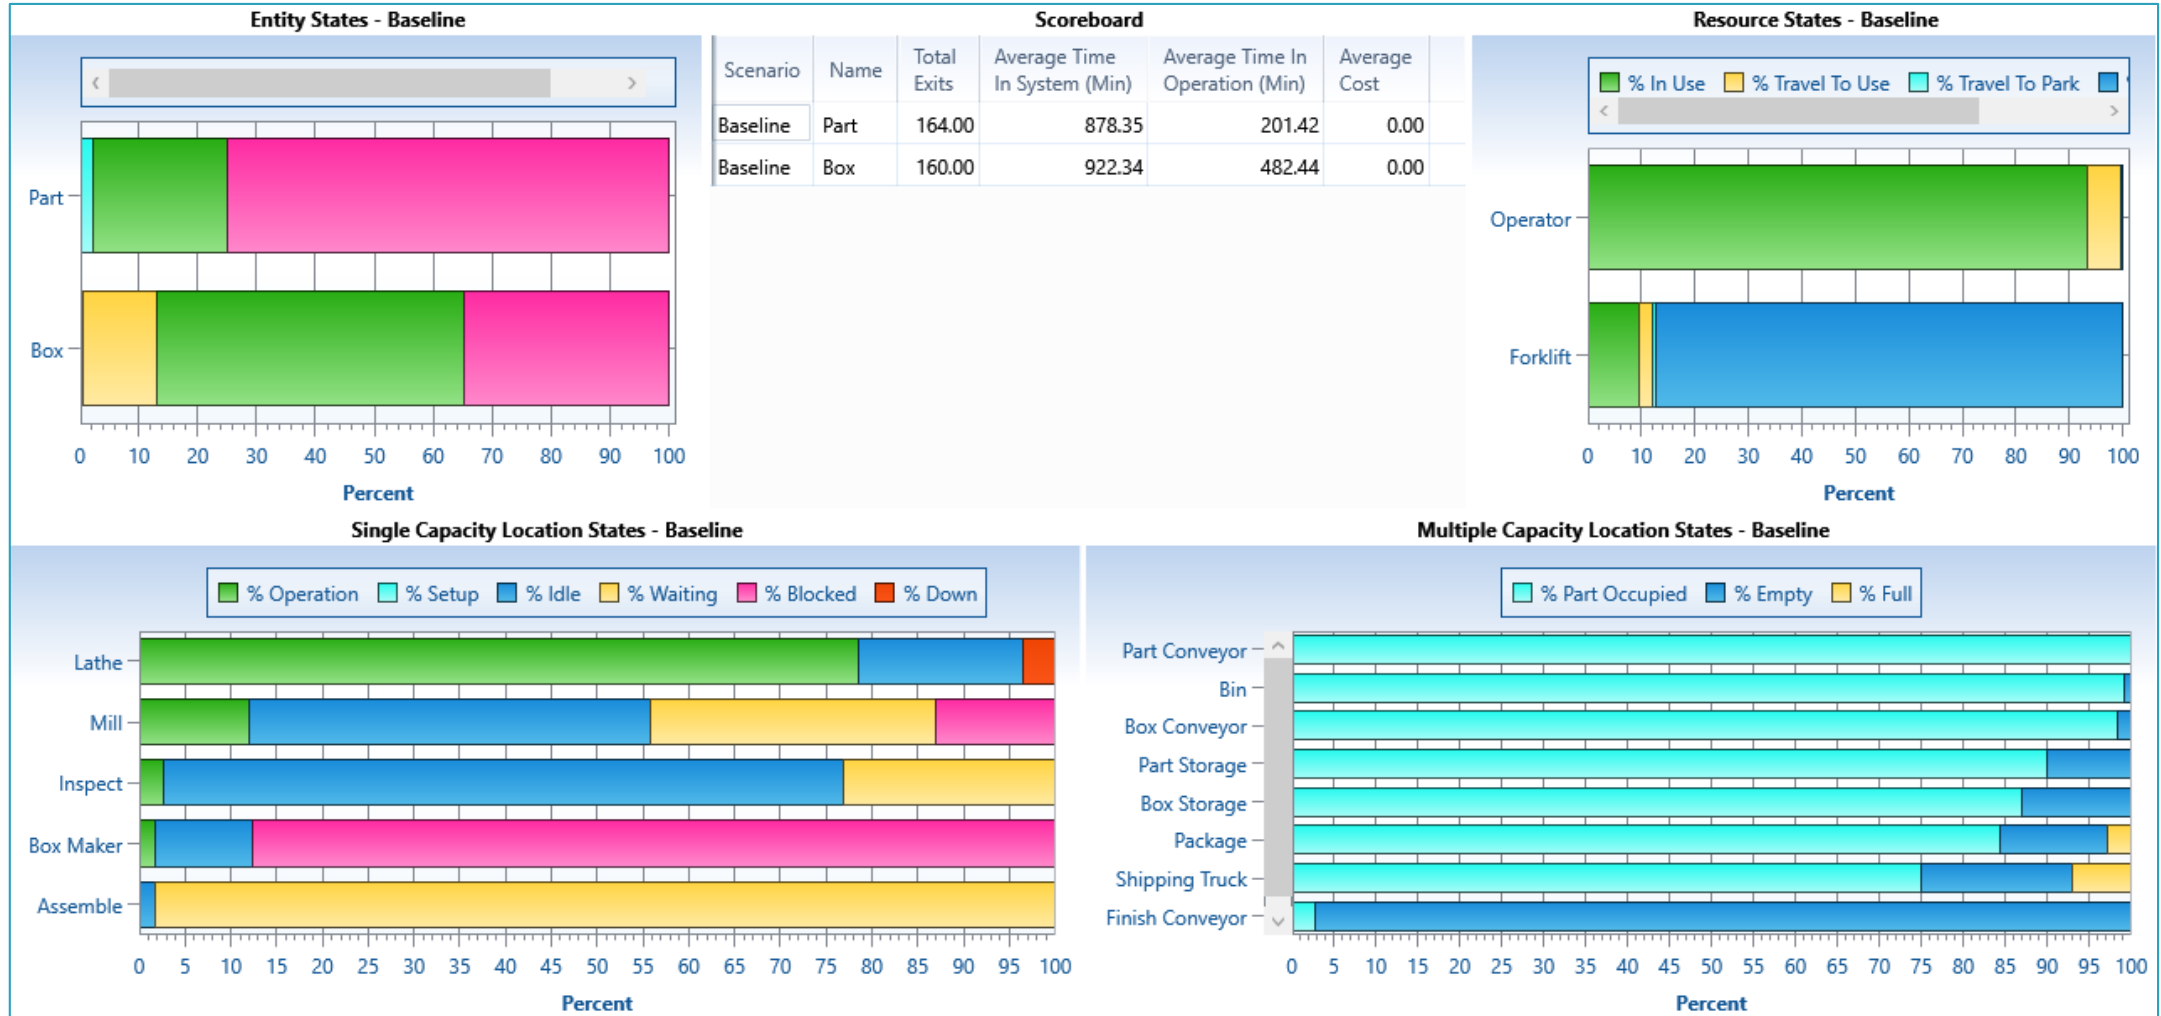 Entity States - Baseline
Part
Box
0 10 20 30 40 50 60 70 80 90 100
Percent
Scoreboard
Scenario Name Total Exits Average Time In System (Min) Average Time In Operation (Min) Average Cost
Baseline Part 164.00 878.35 201.42 0.00
Baseline Box 160.00 922.34 482.44 0.00
Resource States - Baseline
% In Use % Travel To Use % Travel To Park
Operator
Forklift
0 10 20 30 40 50 60 70 80 90 100
Percent
Single Capacity Location States - Baseline
% Operation % Setup % Idle % Waiting % Blocked % Down
Lathe
Mill
Inspect
Box Maker
Assemble
0 5 10 15 20 25 30 35 40 45 50 55 60 65 70 75 80 85 90 95 100
Percent
Multiple Capacity Location States - Baseline
% Part Occupied % Empty % Full
Part Conveyor
Bin
Box Conveyor
Part Storage
Box Storage
Package
Shipping Truck
Finish Conveyor
0 5 10 15 20 25 30 35 40 45 50 55 60 65 70 75 80 85 90 95 100
Percent